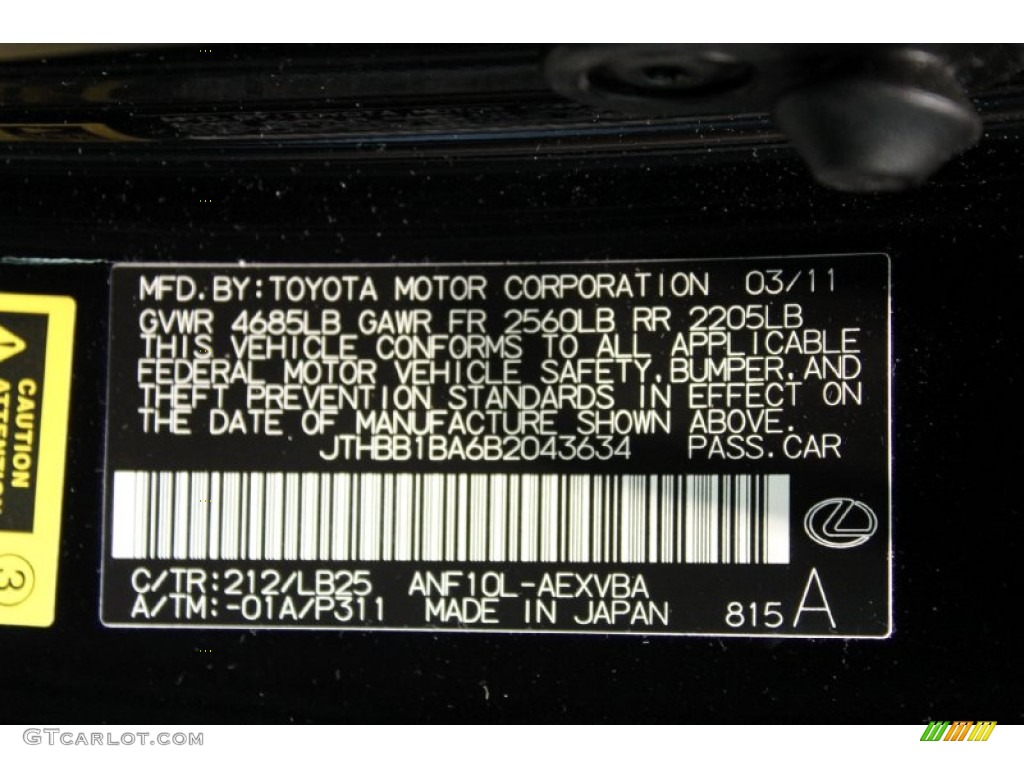 MFD. BY: TOYOTA MOTOR CORPORATION 03/11
GVWR 4685LB GAWR FR 2560LB RR 2205LB
THIS VEHICLE CONFORMS TO ALL APPLICABLE
FEDERAL MOTOR VEHICLE SAFETY, BUMPER, AND
THEFT PREVENTION STANDARDS IN EFFECT ON
THE DATE OF MANUFACTURE SHOWN ABOVE.
JTHBB1BA6B2043634 PASS. CAR
C/TR: 212/LB25 ANF10L-AEXVBA
A/TM: -01A/P311 MADE IN JAPAN 815 A
CAUTION
ATTENTION
3
GTCARLOT.COM